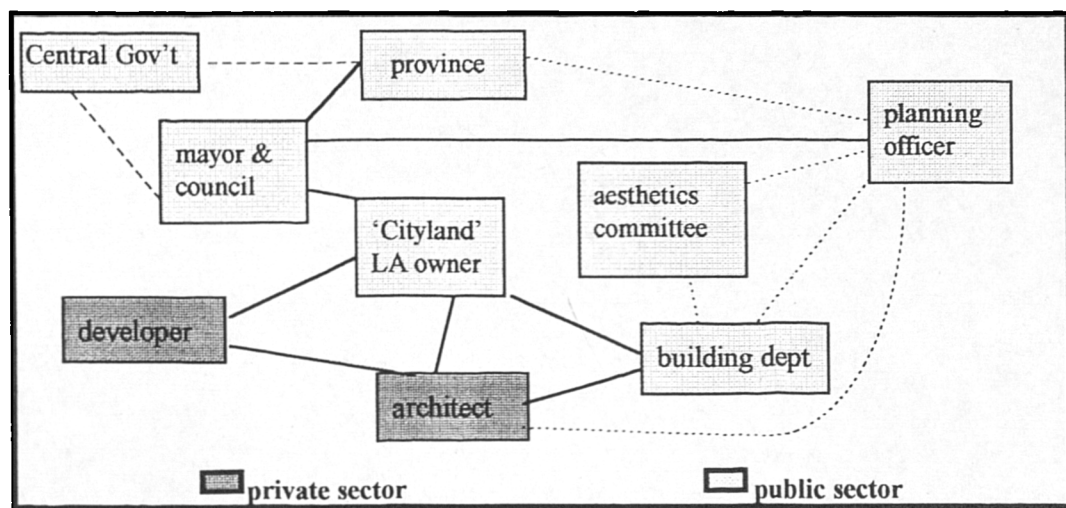 Central Gov't
province
planning
officer
mayor &
council
aesthetics
committee
'Cityland'
LA owner
developer
building dept
architect
private sector
public sector